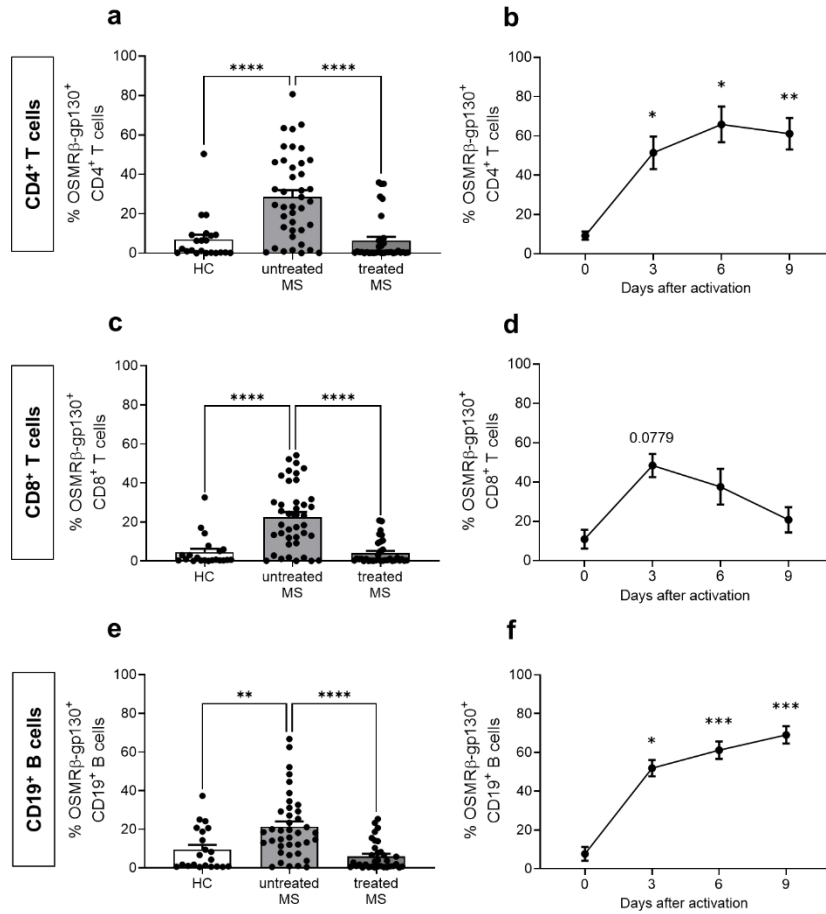 a
CD4+ T cells
% OSMRβ-gp130+
CD4+ T cells
100
80
60
40
20
0
****
****
HC
untreated
MS
treated
MS
b
% OSMRβ-gp130+
CD4+ T cells
100
80
60
40
20
0
*
*
**
0 3 6 9
Days after activation
c
CD8+ T cells
% OSMRβ-gp130+
CD8+ T cells
100
80
60
40
20
0
****
****
HC
untreated
MS
treated
MS
d
% OSMRβ-gp130+
CD8+ T cells
100
80
60
40
20
0
0.0779
0 3 6 9
Days after activation
e
CD19+ B cells
% OSMRβ-gp130+
CD19+ B cells
100
80
60
40
20
0
**
****
HC
untreated
MS
treated
MS
f
% OSMRβ-gp130+
CD19+ B cells
100
80
60
40
20
0
*
***
***
0 3 6 9
Days after activation